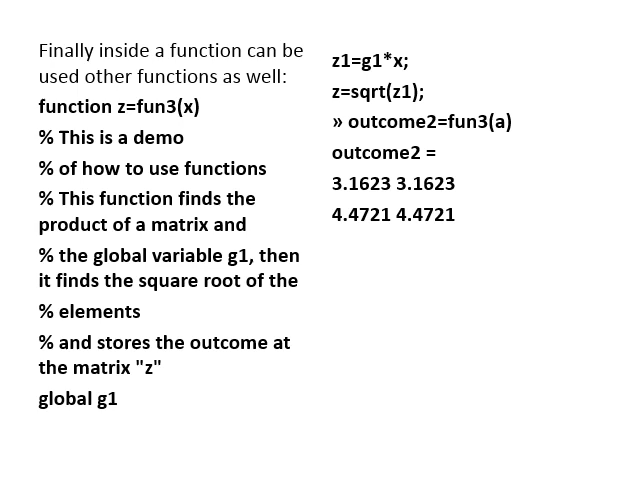 Finally inside a function can be
used other functions as well:
function z=fun3(x)
% This is a demo
% of how to use functions
% This function finds the
product of a matrix and
% the global variable g1, then
it finds the square root of the
% elements
% and stores the outcome at
the matrix "z"
global g1
z1=g1*x;
z=sqrt(z1);
» outcome2=fun3(a)
outcome2 =
3.1623 3.1623
4.4721 4.4721